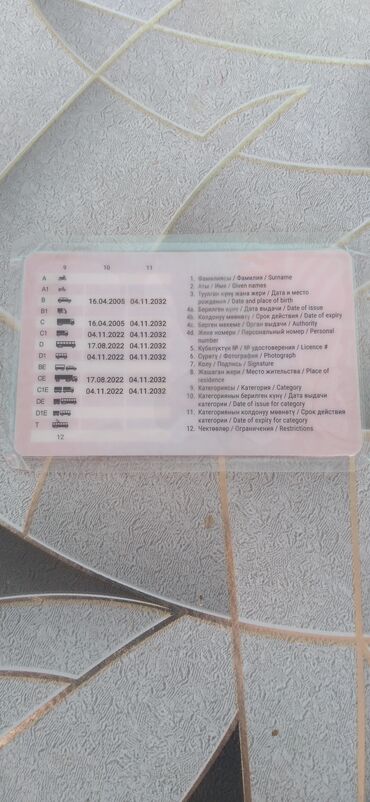 9 10 11
A
A1
B 16.04.2005 04.11.2032
B1
C 16.04.2005 04.11.2032
C1 04.11.2022 04.11.2032
D 17.08.2022 04.11.2032
D1 04.11.2022 04.11.2032
BE
CE 17.08.2022 04.11.2032
C1E 04.11.2022 04.11.2032
DE
D1E
T
12
1. Фамилиясы / Фамилия / Surname
2. Аты / Имя / Given names
3. Туулган күнү жана жери / Дата и место
рождения / Date and place of birth
4a. Берилген күнү / Дата выдачи / Date of issue
4b. Колдонуу мөөнөтү / Срок действия / Date of expiry
4c. Берген мекеме / Орган выдачи / Authority
4d. Жеке номери / Персональный номер / Personal
number
5. Күбөлүктүн № / № удостоверения / Licence #
6. Сүрөтү / Фотография / Photograph
7. Колу / Подпись / Signature
8. Жашаган жери / Место жительства / Place of
residence
9. Категориясы / Категория / Category
10. Категориянын берилген күнү / Дата выдачи
категории / Date of issue for category
11. Категориянын колдонуу мөөнөтү / Срок действия
категории / Date of expiry for category
12. Чектөөлөр / Ограничения / Restrictions